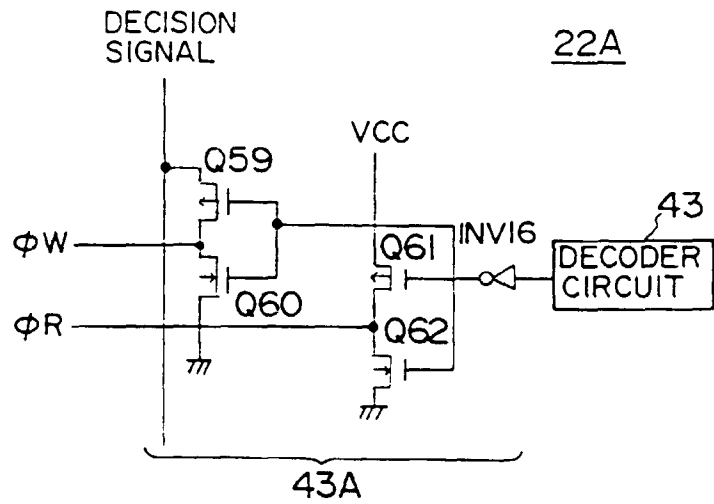 DECISION
SIGNAL
22A
VCC
Q59
ΦW
Q61
INV16
43
DECODER
CIRCUIT
Q60
ΦR
Q62
43A